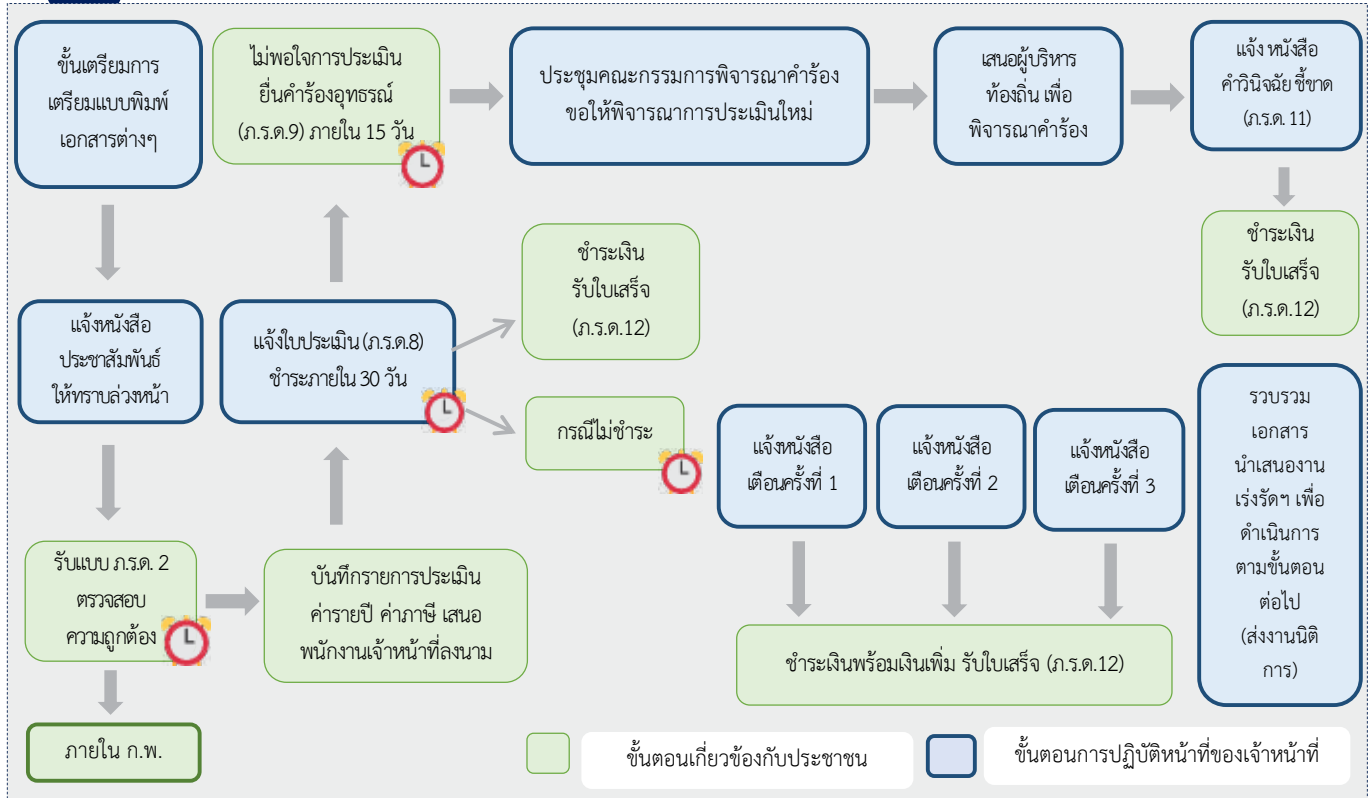 ขั้นเตรียมการ
เตรียมแบบพิมพ์
เอกสารต่างๆ
ไม่พอใจการประเมิน
ยื่นคำร้องอุทธรณ์
(ภ.ร.ด.9) ภายใน 15 วัน
ประชุมคณะกรรมการพิจารณาคำร้อง
ขอให้พิจารณาการประเมินใหม่
เสนอผู้บริหาร
ท้องถิ่น เพื่อ
พิจารณาคำร้อง
แจ้ง หนังสือ
คำวินิจฉัย ชี้ขาด
(ภ.ร.ด. 11)
ชำระเงิน
รับใบเสร็จ
(ภ.ร.ด.12)
แจ้งหนังสือ
ประชาสัมพันธ์
ให้ทราบล่วงหน้า
แจ้งใบประเมิน (ภ.ร.ด.8)
ชำระภายใน 30 วัน
ชำระเงิน
รับใบเสร็จ
(ภ.ร.ด.12)
กรณีไม่ชำระ
แจ้งหนังสือ
เตือนครั้งที่ 1
แจ้งหนังสือ
เตือนครั้งที่ 2
แจ้งหนังสือ
เตือนครั้งที่ 3
รวบรวม
เอกสาร
นำเสนองาน
เร่งรัดฯ เพื่อ
ดำเนินการ
ตามขั้นตอน
ต่อไป
(ส่งงานนิติ
การ)
รับแบบ ภ.ร.ด. 2
ตรวจสอบ
ความถูกต้อง
บันทึกรายการประเมิน
ค่ารายปี ค่าภาษี เสนอ
พนักงานเจ้าหน้าที่ลงนาม
ชำระเงินพร้อมเงินเพิ่ม รับใบเสร็จ (ภ.ร.ด.12)
ภายใน ก.พ.
ขั้นตอนเกี่ยวข้องกับประชาชน
ขั้นตอนการปฏิบัติหน้าที่ของเจ้าหน้าที่